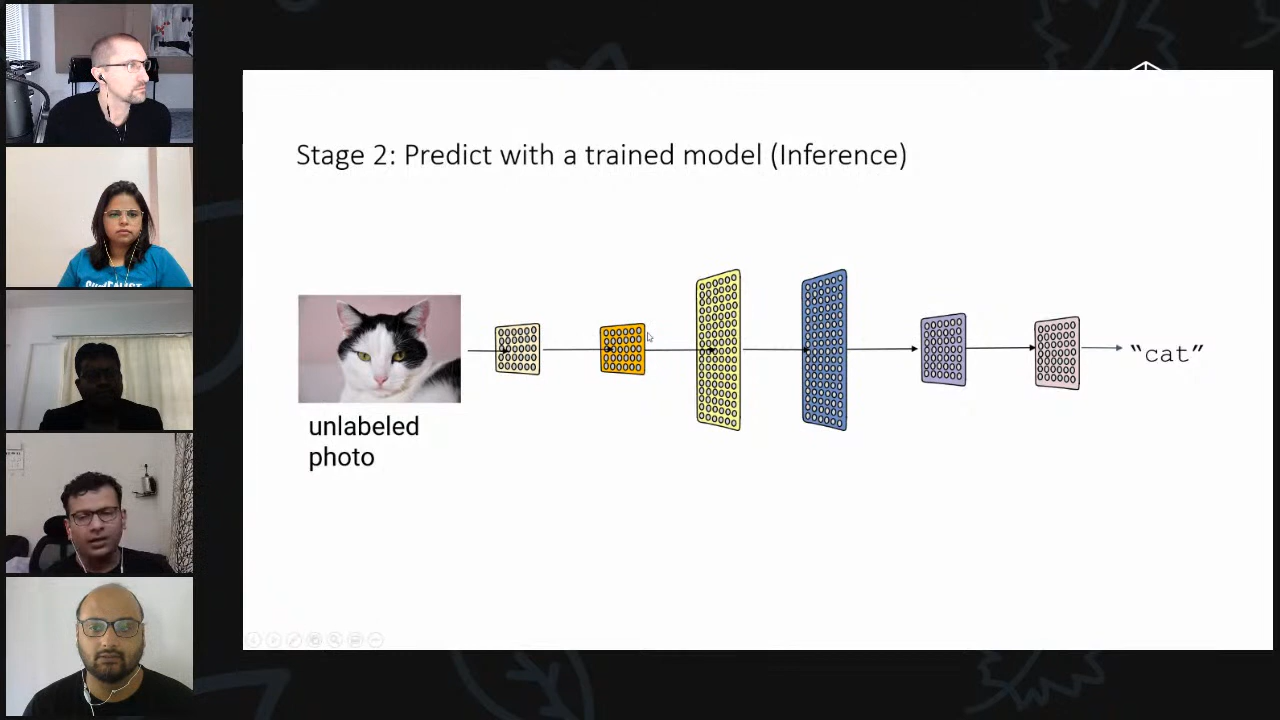 Stage 2: Predict with a trained model (Inference)
unlabeled
photo
“cat”